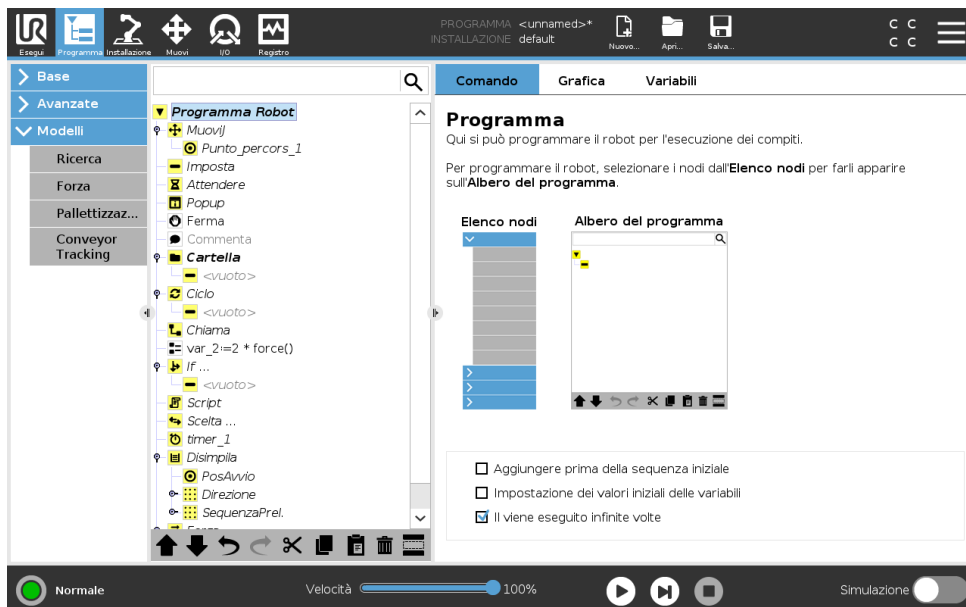 PROGRAMMA <unnamed>*
INSTALLAZIONE default
Esegui
Programma
Installazione
Muovi
I/O
Registro
Nuovo...
Apri...
Salva...
C C
C C
Base
Avanzate
Modelli
Ricerca
Forza
Pallettizzaz...
Conveyor
Tracking
Programma Robot
MuoviJ
Punto_percors_1
Imposta
Attendere
Popup
Ferma
Commenta
Cartella
<vuoto>
Ciclo
<vuoto>
Chiama
var_2:=2 * force()
If ...
<vuoto>
Script
Scelta ...
timer_1
Disimpila
PosAvvio
Direzione
SequenzaPrel.
Forza
Comando
Grafica
Variabili
Programma
Qui si può programmare il robot per l'esecuzione dei compiti.
Per programmare il robot, selezionare i nodi dall'Elenco nodi per farli apparire
sull'Albero del programma.
Elenco nodi
Albero del programma
Aggiungere prima della sequenza iniziale
Impostazione dei valori iniziali delle variabili
Il viene eseguito infinite volte
Normale
Velocità
100%
Simulazione